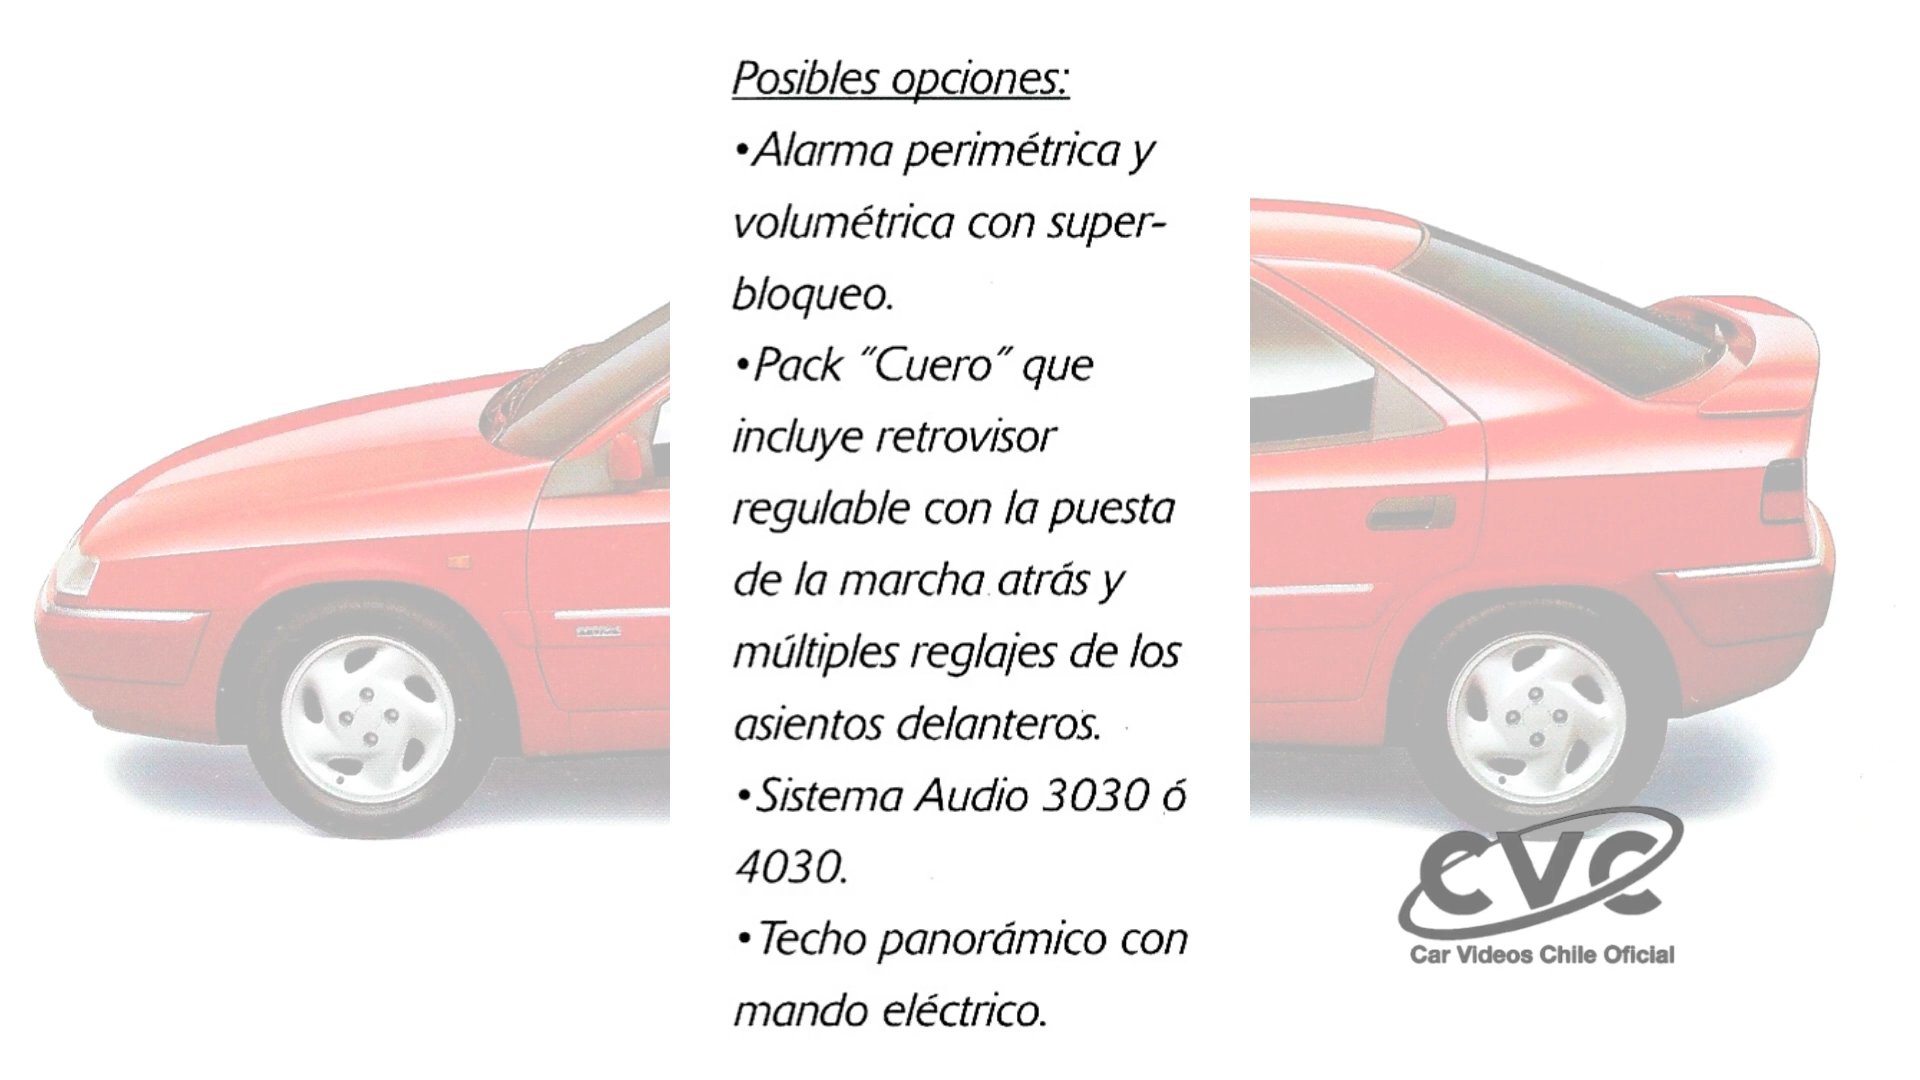 Posibles opciones:
•Alarma perimétrica y
volumétrica con super-
bloqueo.
•Pack "Cuero" que
incluye retrovisor
regulable con la puesta
de la marcha atrás y
múltiples reglajes de los
asientos delanteros.
•Sistema Audio 3030 ó
4030.
•Techo panorámico con
mando eléctrico.
CVC
Car Videos Chile Oficial